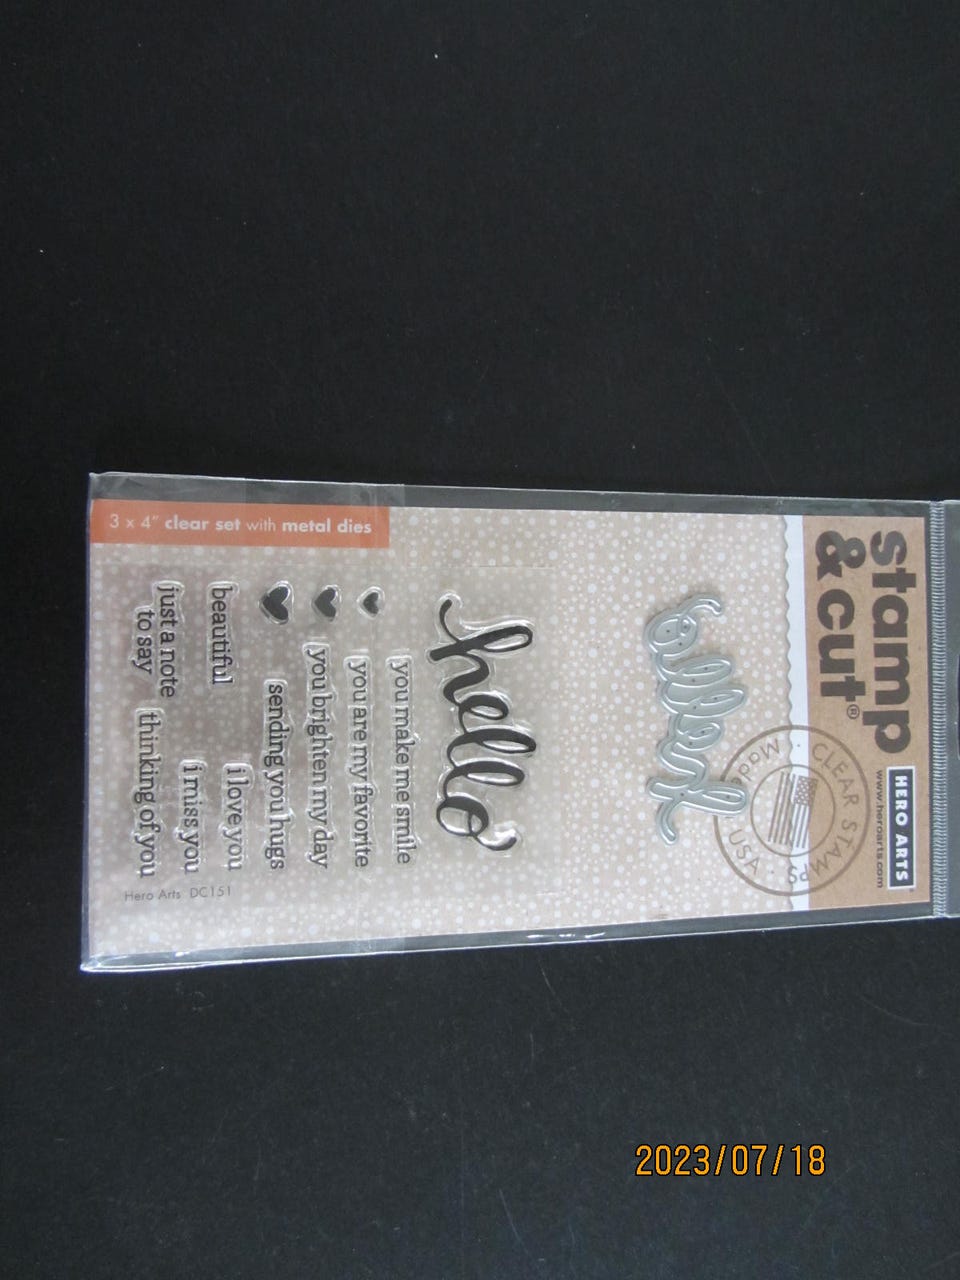 stamp
& cut®
HERO ARTS®
www.heroarts.com
CLEAR STAMPS · Made USA ·
hello
you make me smile
you are my favorite
you brighten my day
sending you hugs
beautiful
i love you
i miss you
just a note
to say
thinking of you
Hero Arts DC151
3 x 4" clear set with metal dies
2023/07/18